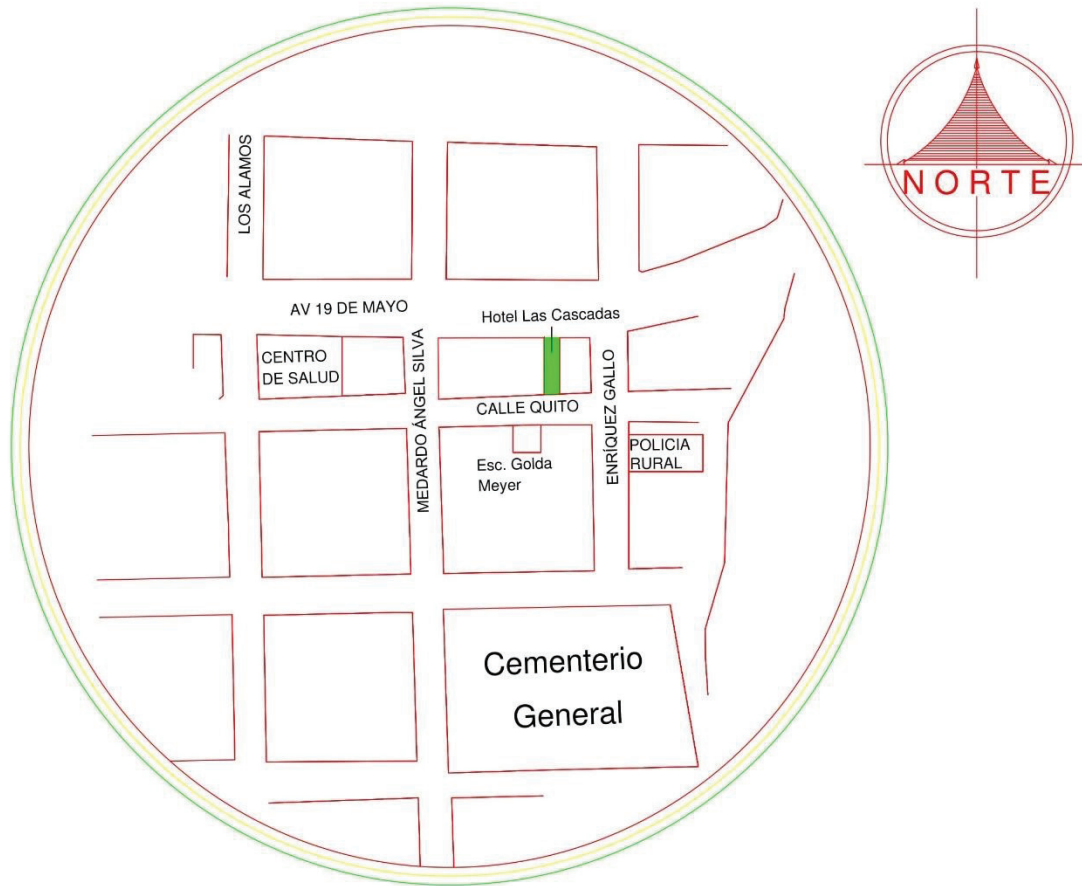 NORTE
LOS ALAMOS
AV 19 DE MAYO
Hotel Las Cascadas
CENTRO
DE SALUD
MEDARDO ÁNGEL SILVA
CALLE QUITO
ENRÍQUEZ GALLO
POLICIA
RURAL
Esc. Golda
Meyer
Cementerio
General